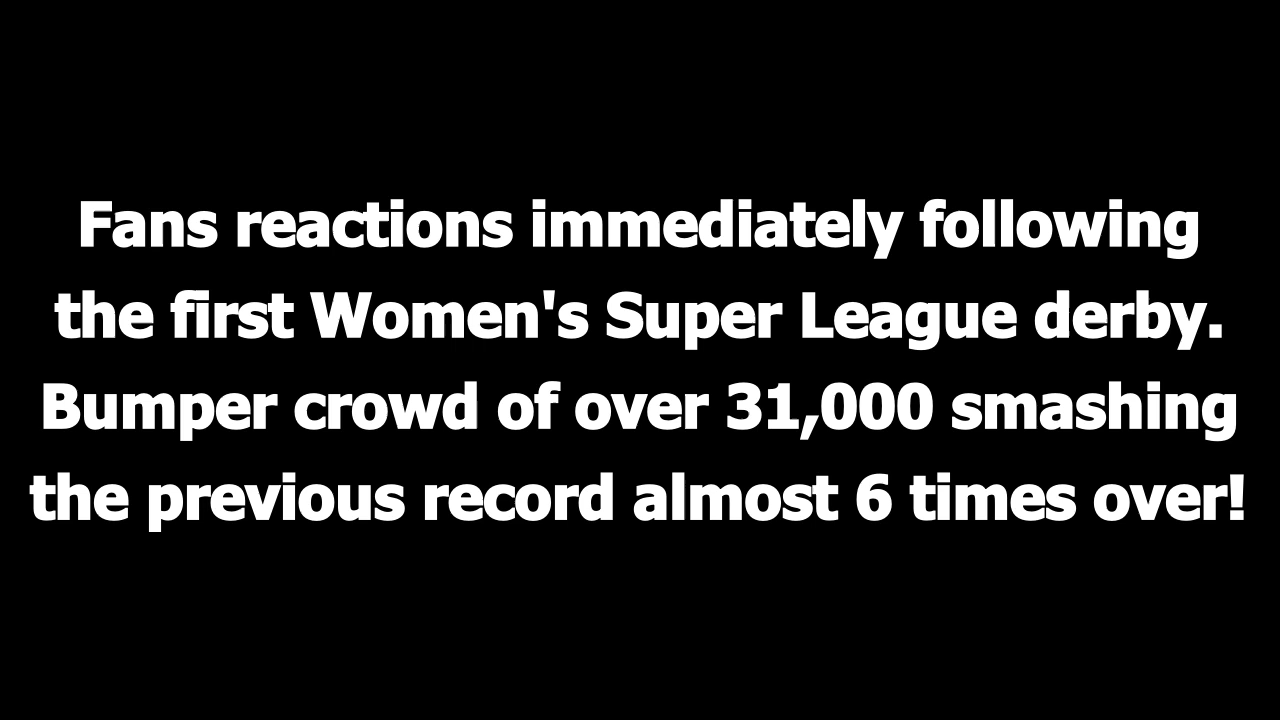 Fans reactions immediately following
the first Women's Super League derby.
Bumper crowd of over 31,000 smashing
the previous record almost 6 times over!